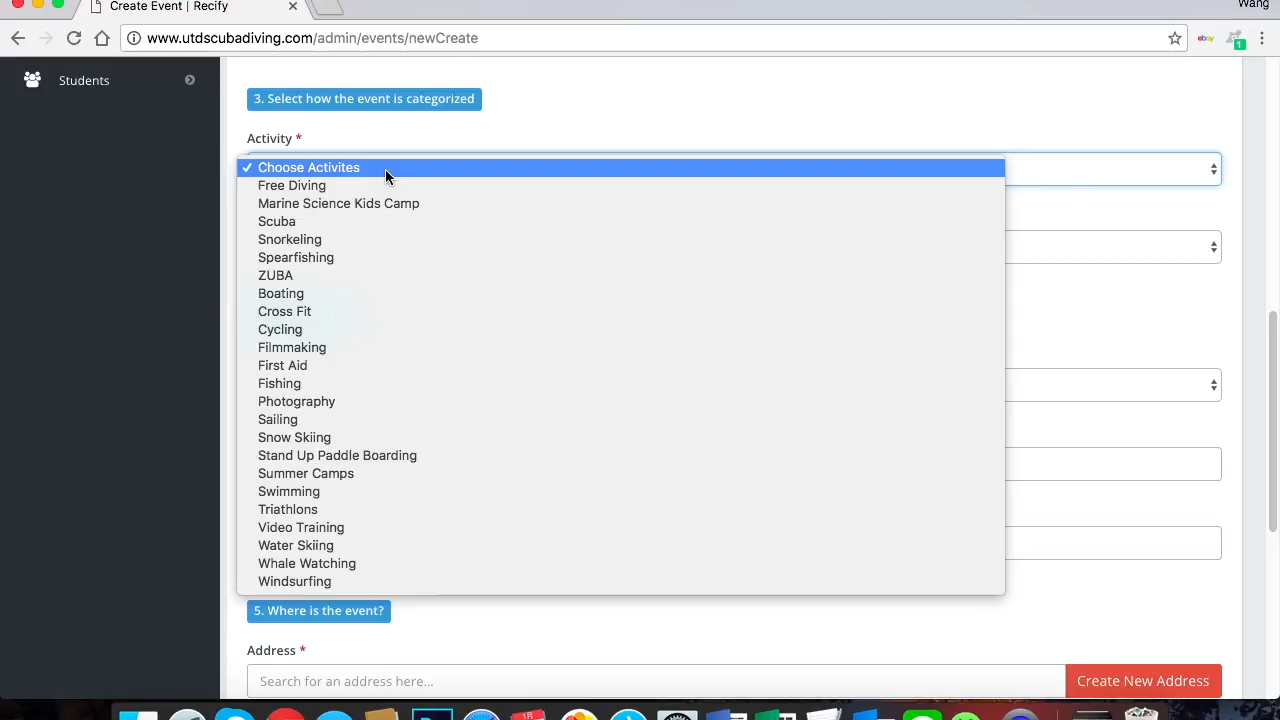 Create Event | Recify
Wang
www.utdscubadiving.com/admin/events/newCreate
ebay
1
Students
3. Select how the event is categorized
Activity *
✓ Choose Activites
Free Diving
Marine Science Kids Camp
Scuba
Snorkeling
Spearfishing
ZUBA
Boating
Cross Fit
Cycling
Filmmaking
First Aid
Fishing
Photography
Sailing
Snow Skiing
Stand Up Paddle Boarding
Summer Camps
Swimming
Triathlons
Video Training
Water Skiing
Whale Watching
Windsurfing
5. Where is the event?
Address *
Search for an address here...
Create New Address